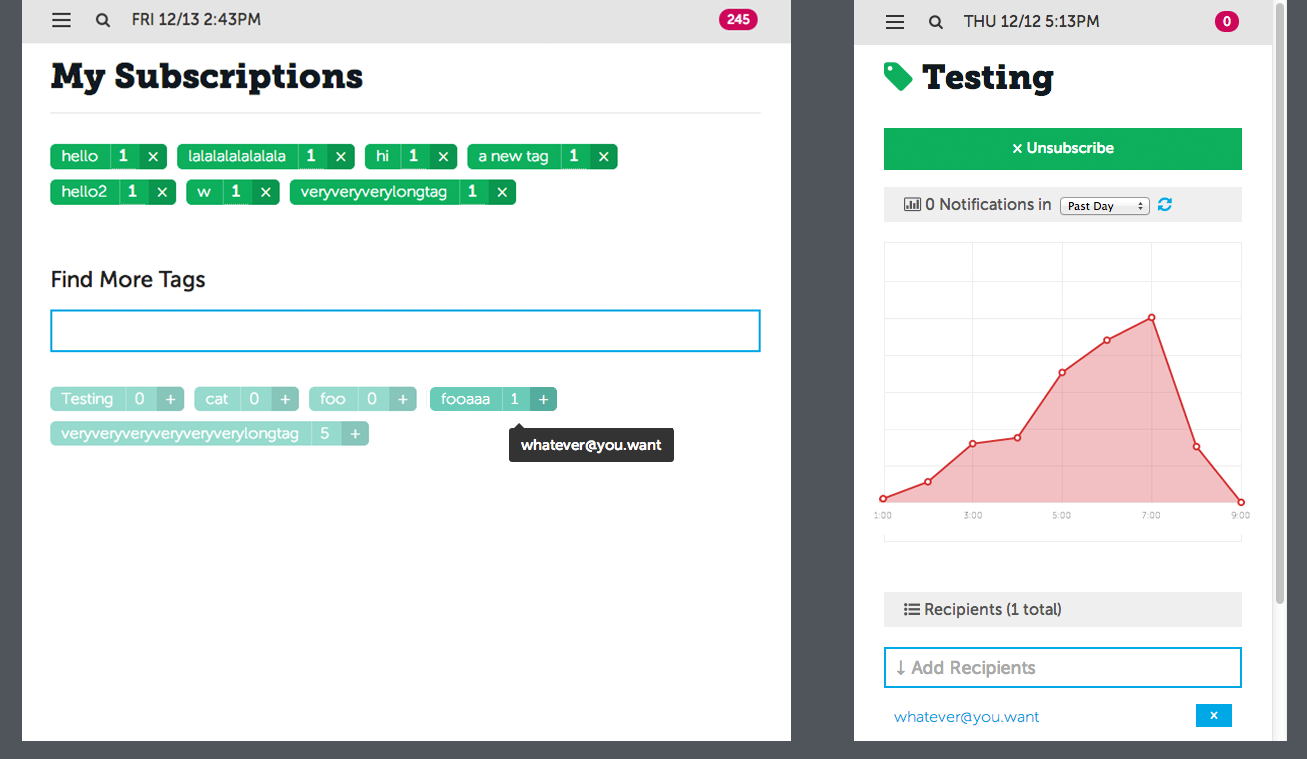 FRI 12/13 2:43PM
245
My Subscriptions
hello 1 ×
lalalalalalalala 1 ×
hi 1 ×
a new tag 1 ×
hello2 1 ×
w 1 ×
veryveryverylongtag 1 ×
Find More Tags
Testing 0 +
cat 0 +
foo 0 +
fooaaa 1 +
veryveryveryveryverylongtag 5 +
whatever@you.want
THU 12/12 5:13PM
0
Testing
× Unsubscribe
0 Notifications in Past Day
1:00 3:00 5:00 7:00 9:00
Recipients (1 total)
↓ Add Recipients
whatever@you.want ×